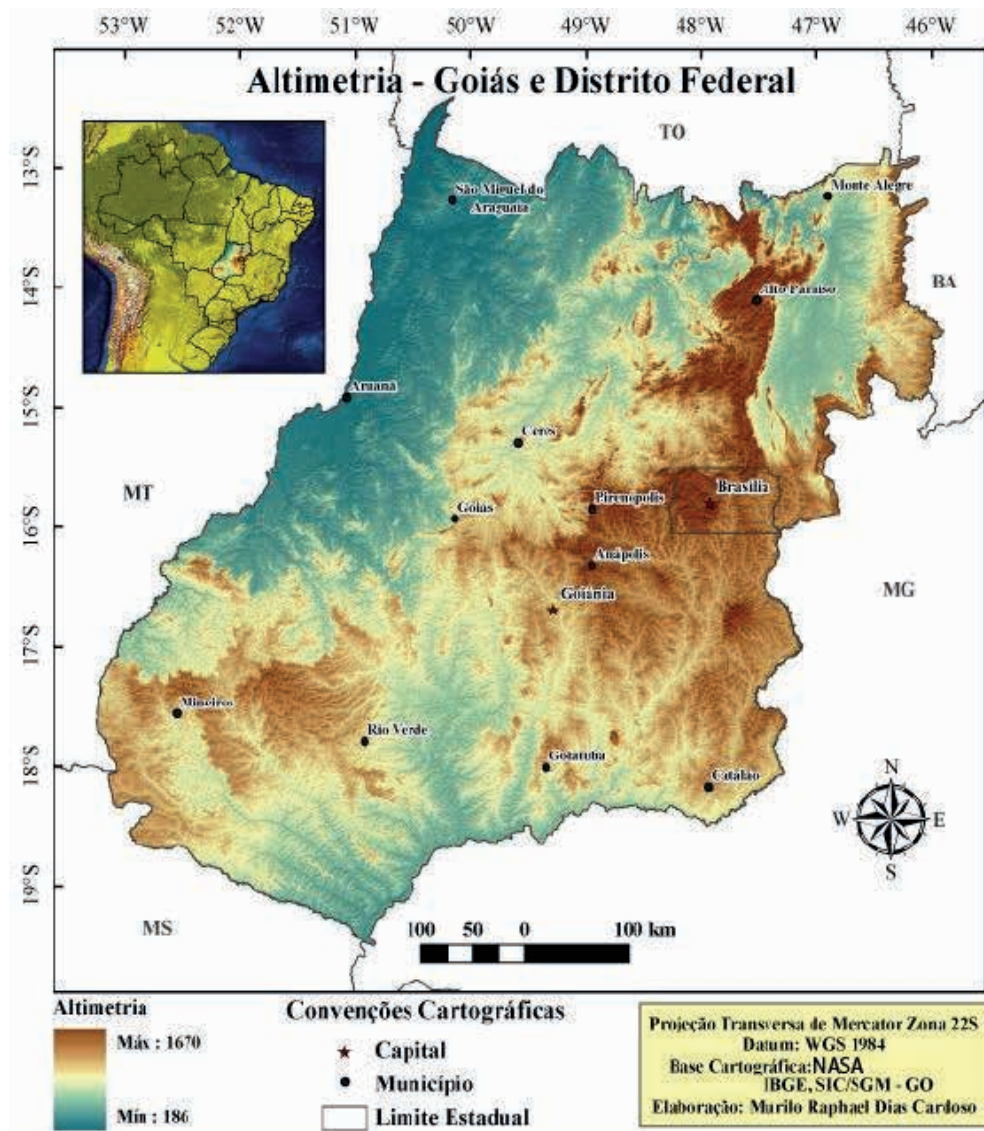 53°W 52°W 51°W 50°W 49°W 48°W 47°W 46°W
Altimetria - Goiás e Distrito Federal
TO
13°S
Monte Alegre
São Miguel do
Araguaia
14°S
BA
Alto Paraíso
15°S
Aruanã
Ceres
MT
Brasília
Pirenopolis
Goiás
16°S
Anápolis
MG
Goiânia
17°S
Mineiros
Rio Verde
18°S
Goiatuba
Catalão
N
W E
S
19°S
MS
100 50 0 100 km
Altimetria
Máx : 1670
Mín : 186
Convenções Cartográficas
Capital
Município
Limite Estadual
Projeção Transversa de Mercator Zona 22S
Datum: WGS 1984
Base Cartográfica:NASA
IBGE, SIC/SGM - GO
Elaboração: Murilo Raphael Dias Cardoso